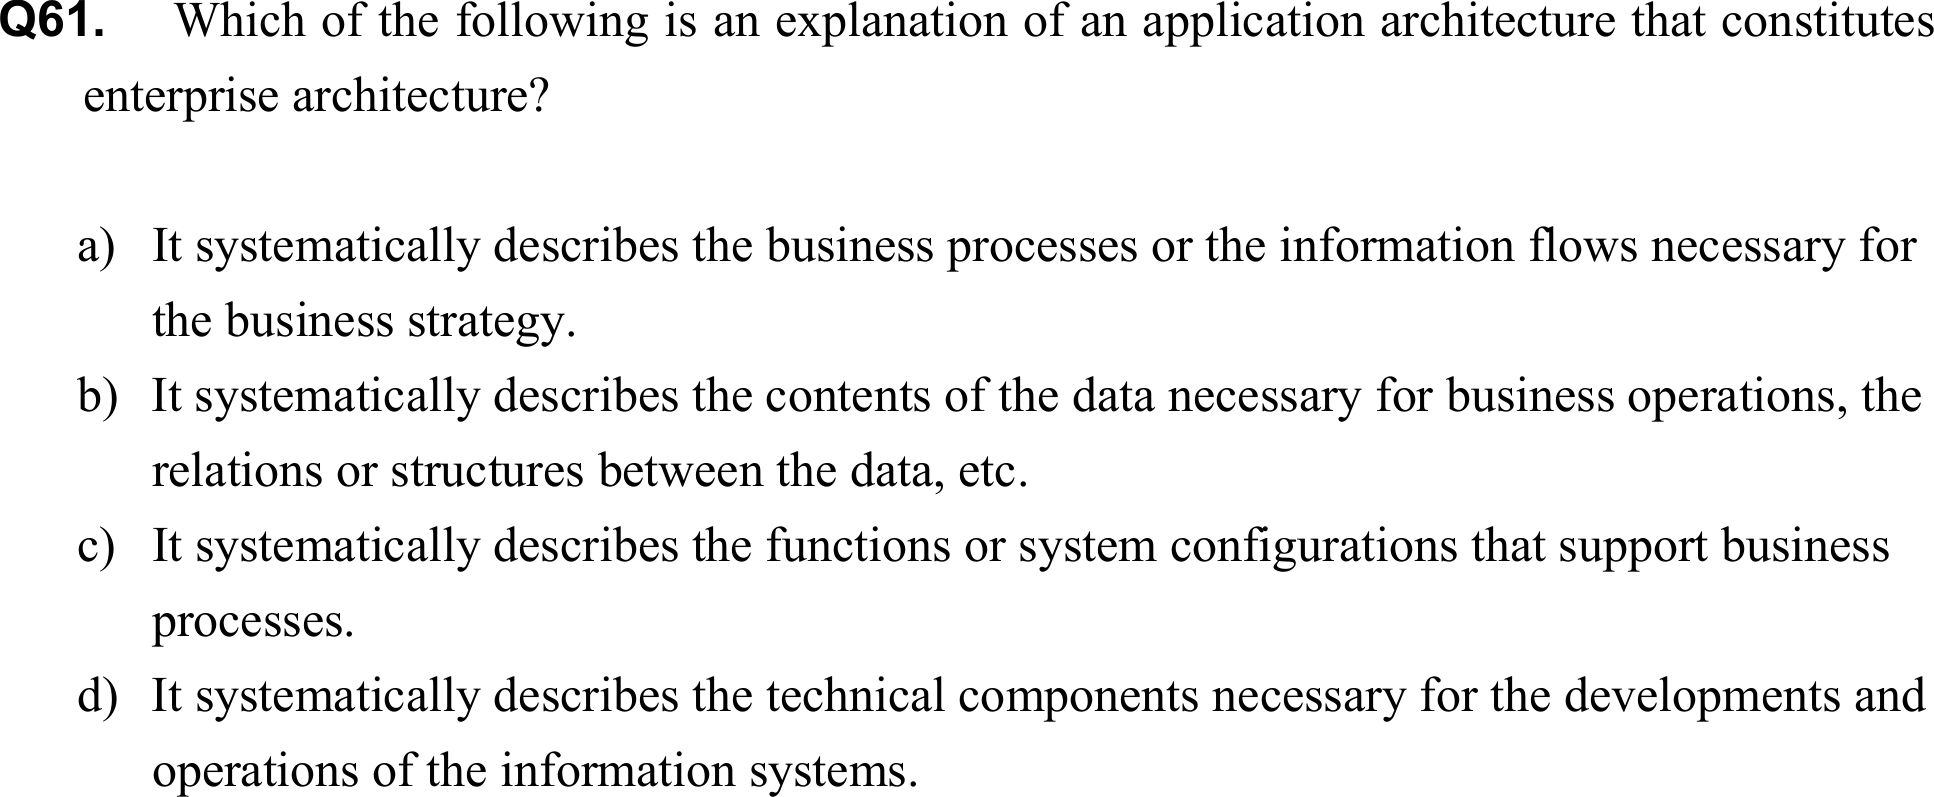 Q61. Which of the following is an explanation of an application architecture that constitutes
enterprise architecture?
a) It systematically describes the business processes or the information flows necessary for
the business strategy.
b) It systematically describes the contents of the data necessary for business operations, the
relations or structures between the data, etc.
c) It systematically describes the functions or system configurations that support business
processes.
d) It systematically describes the technical components necessary for the developments and
operations of the information systems.